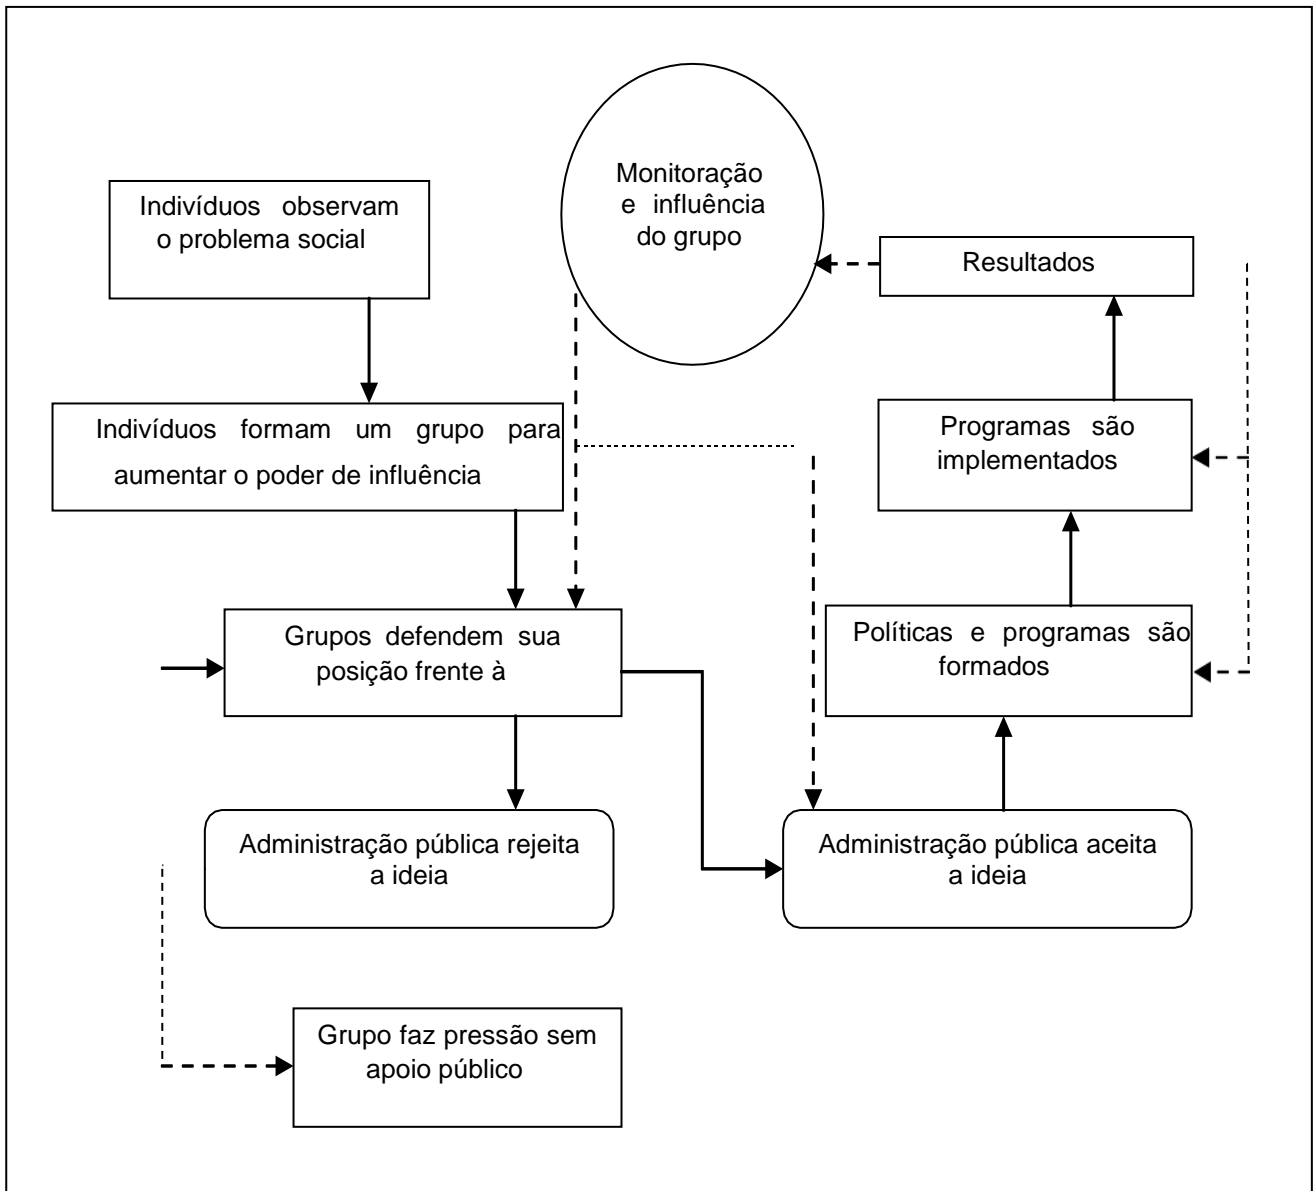 Indivíduos observam
o problema social
Indivíduos formam um grupo para
aumentar o poder de influência
Grupos defendem sua
posição frente à
Administração pública rejeita
a ideia
Grupo faz pressão sem
apoio público
Monitoração
e influência
do grupo
Resultados
Programas são
implementados
Políticas e programas são
formados
Administração pública aceita
a ideia